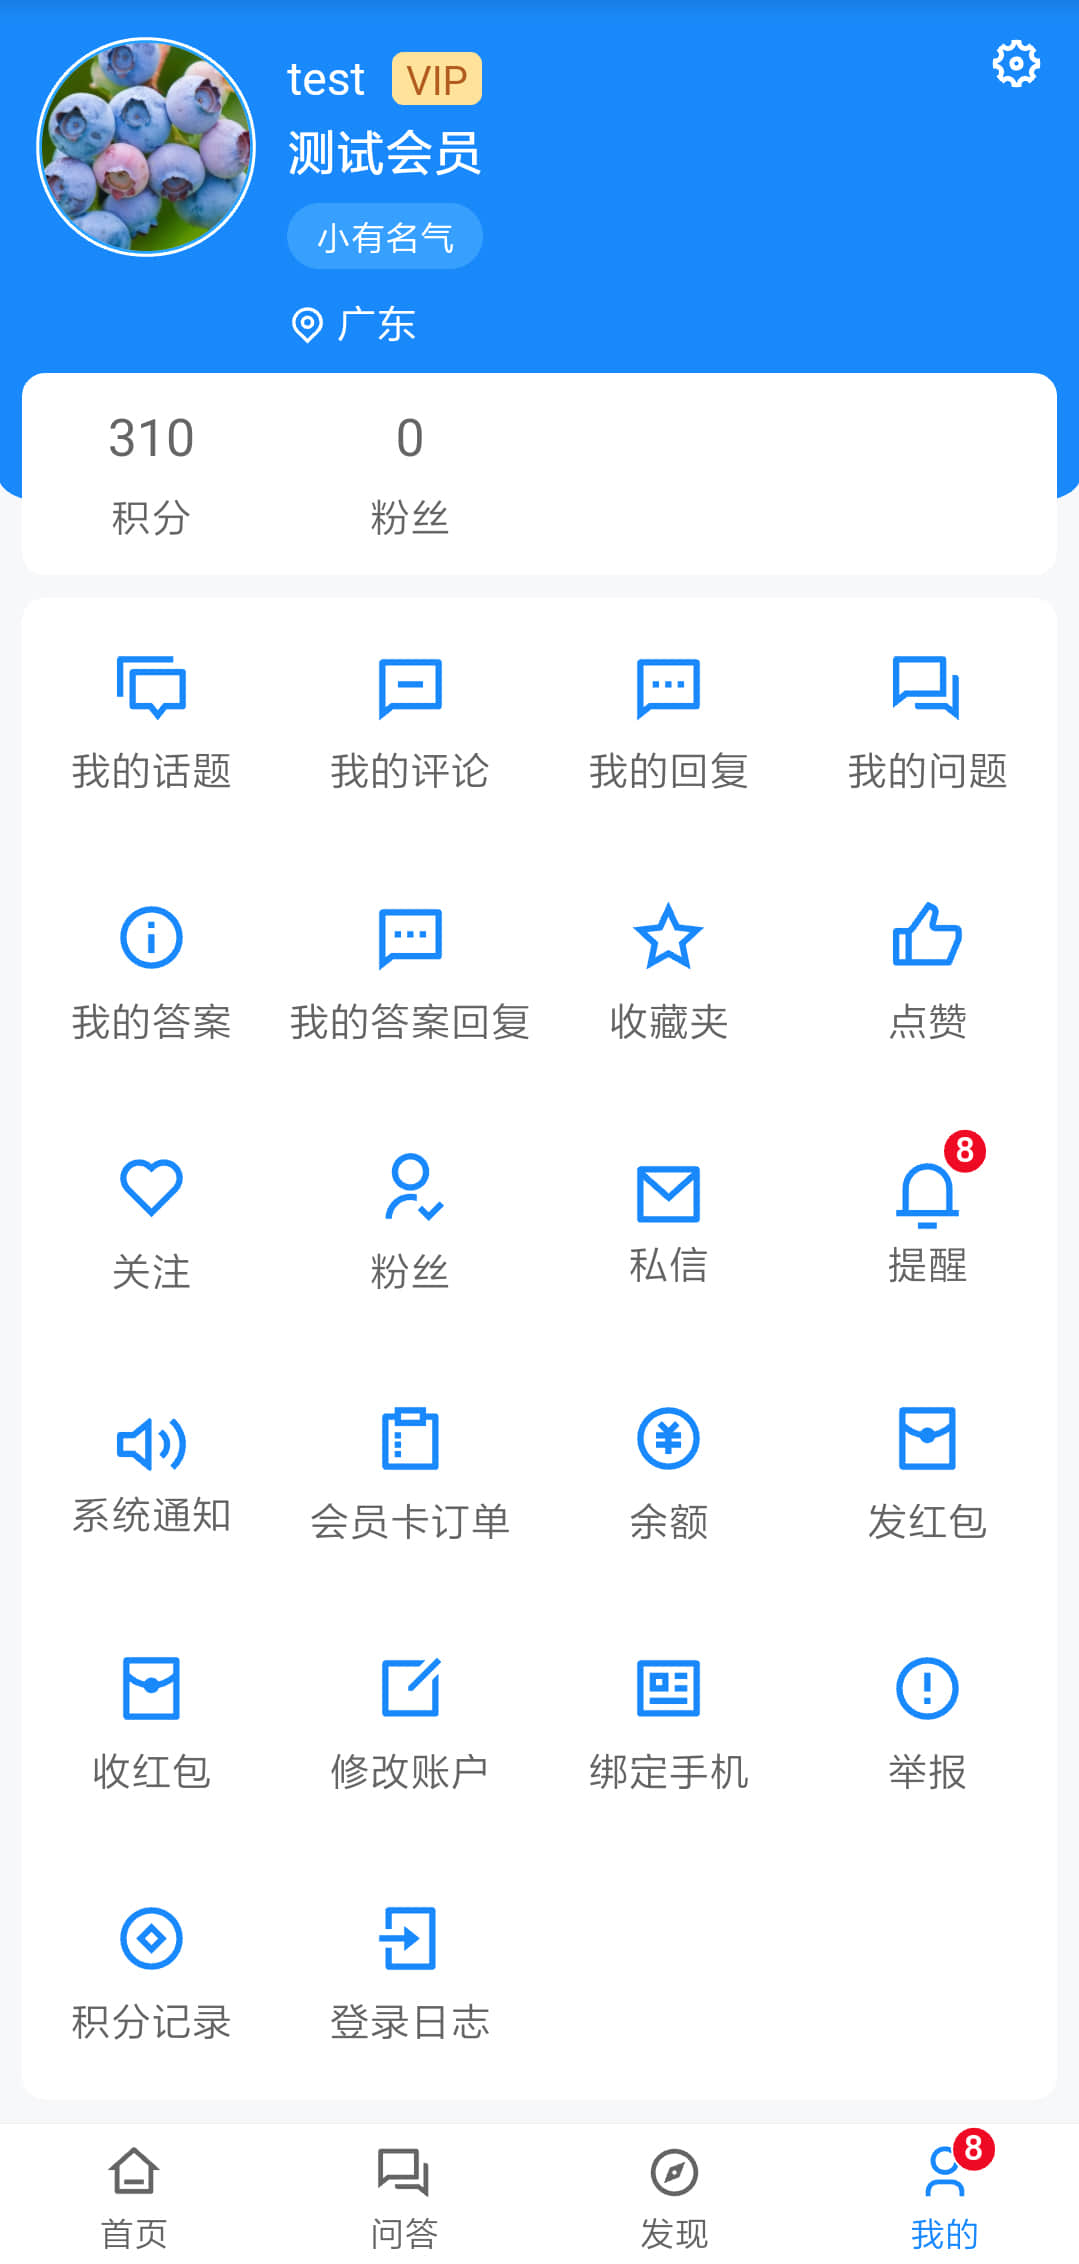 test VIP
测试会员
小有名气
广东
310 0
积分 粉丝
我的话题 我的评论 我的回复 我的问题
我的答案 我的答案回复 收藏夹 点赞
8
关注 粉丝 私信 提醒
系统通知 会员卡订单 余额 发红包
收红包 修改账户 绑定手机 举报
积分记录 登录日志
8
首页 问答 发现 我的